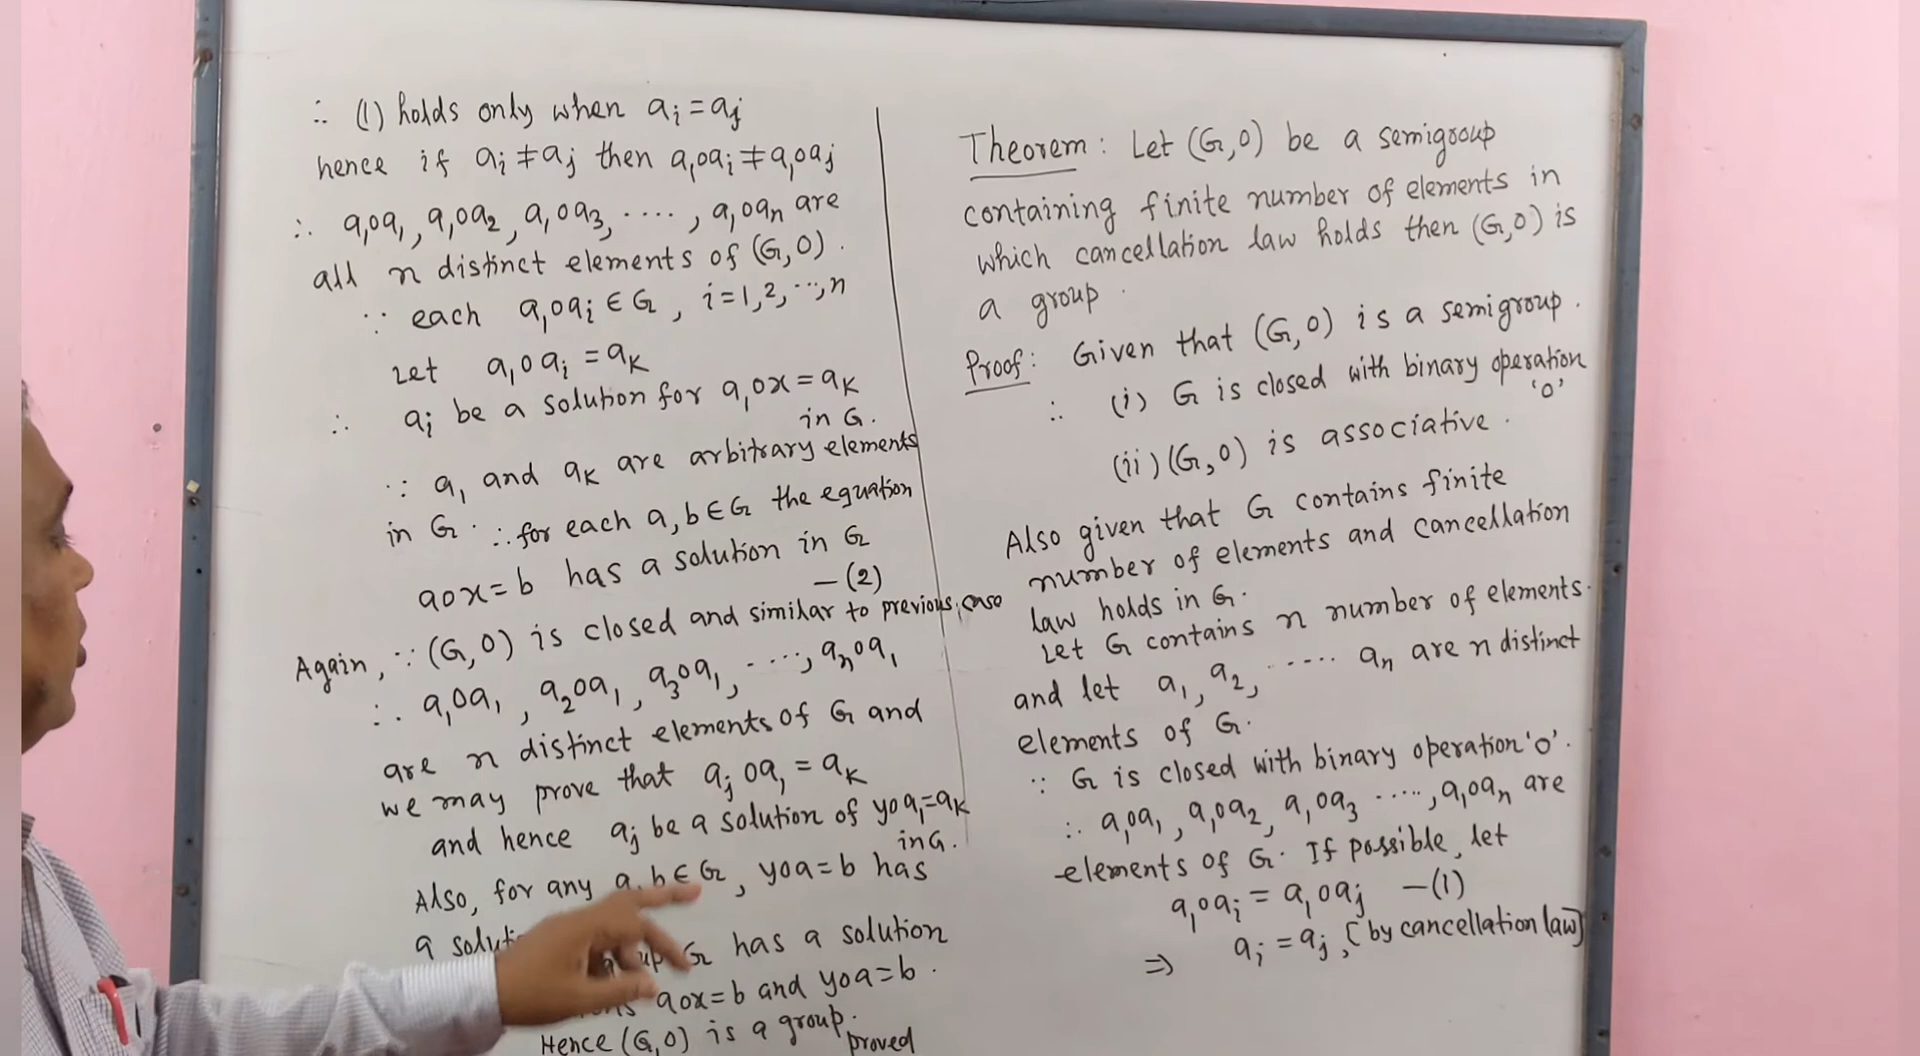 ∴ (1) holds only when aᵢ = aⱼ
hence if aᵢ ≠ aⱼ then a₁oaᵢ ≠ a₁oaⱼ
∴ a₁oa₁, a₁oa₂, a₁oa₃, ...., a₁oaₙ are
all n distinct elements of (G,o).
∵ each a₁oaᵢ ∈ G, i=1,2,...,n
Let a₁oaᵢ = aₖ
∴ aᵢ be a solution for a₁ox = aₖ
in G.
∵ a₁ and aₖ are arbitrary elements
in G. ∴ for each a,b∈G the equation
aox = b has a solution in G
—(2)
Again, ∵ (G,o) is closed and similar to previous case
∴ a₁oa₁, a₂oa₁, a₃oa₁, ...., aₙoa₁
are n distinct elements of G and
we may prove that aⱼoa₁ = aₖ
and hence aⱼ be a solution of yoa₁=aₖ
in G.
Also, for any a,b∈G, yoa=b has
a
G has a solution
aox=b and yoa=b.
Hence (G,o) is a group.
proved
Theorem: Let (G,o) be a semigroup
containing finite number of elements in
which cancellation law holds then (G,o) is
a group.
Proof: Given that (G,o) is a semigroup.
∴ (i) G is closed with binary operation
'o'
(ii) (G,o) is associative.
Also given that G contains finite
number of elements and cancellation
law holds in G.
Let G contains n number of elements.
and let a₁, a₂, ..... aₙ are n distinct
elements of G.
∵ G is closed with binary operation 'o'.
∴ a₁oa₁, a₁oa₂, a₁oa₃ ....., a₁oaₙ are
elements of G. If possible, let
a₁oaᵢ = a₁oaⱼ —(1)
⇒ aᵢ = aⱼ, [by cancellation law]